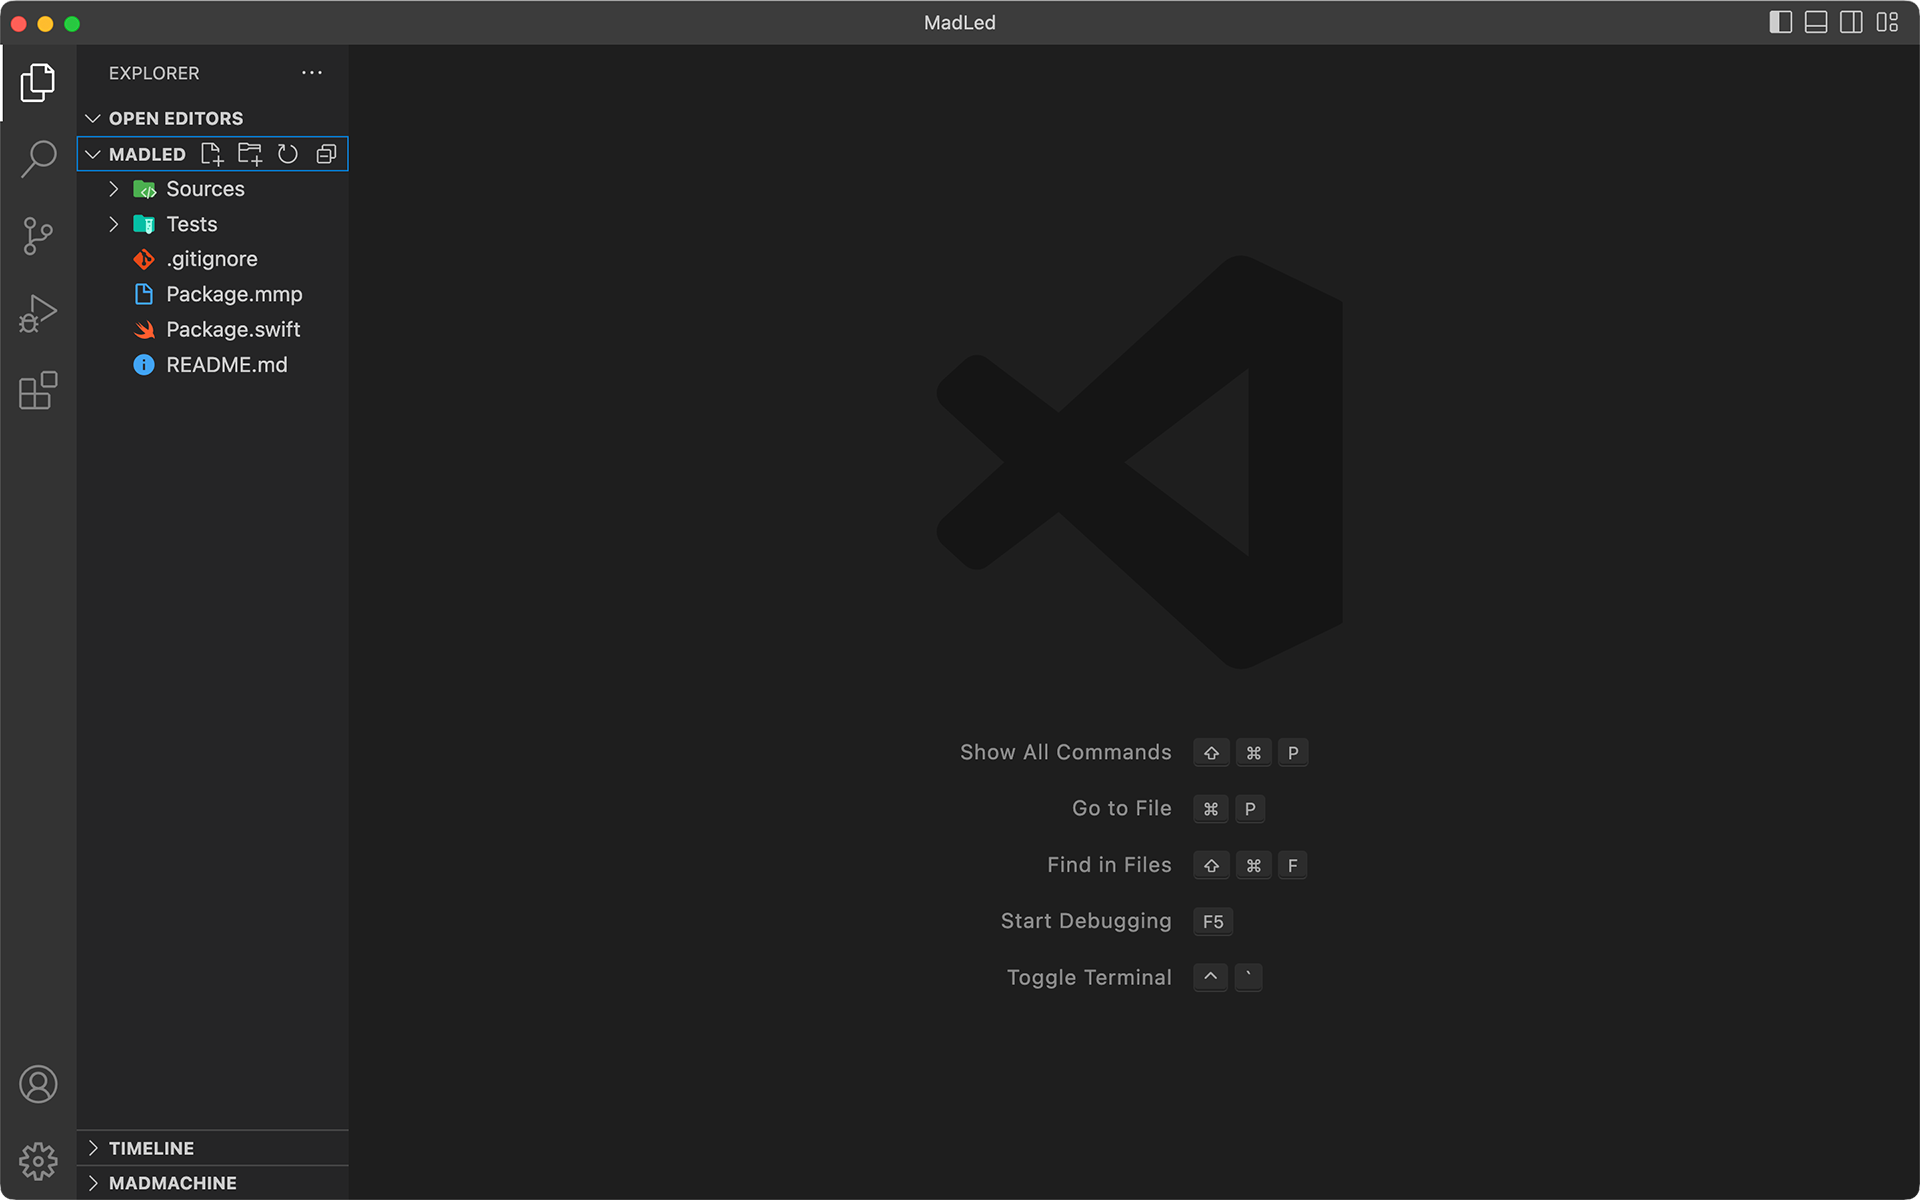 MadLed
EXPLORER
OPEN EDITORS
MADLED
Sources
Tests
.gitignore
Package.mmp
Package.swift
README.md
Show All Commands ⇧ ⌘ P
Go to File ⌘ P
Find in Files ⇧ ⌘ F
Start Debugging F5
Toggle Terminal ^ `
TIMELINE
MADMACHINE